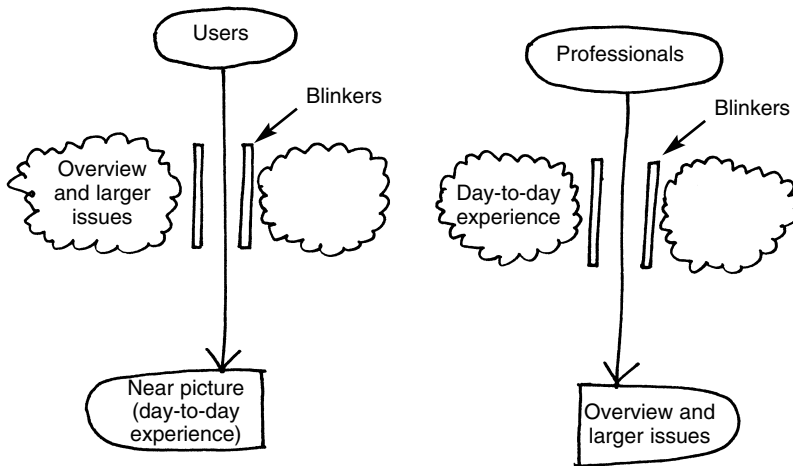 Users
Blinkers
Overview
and larger
issues
Near picture
(day-to-day
experience)
Professionals
Blinkers
Day-to-day
experience
Overview and
larger issues